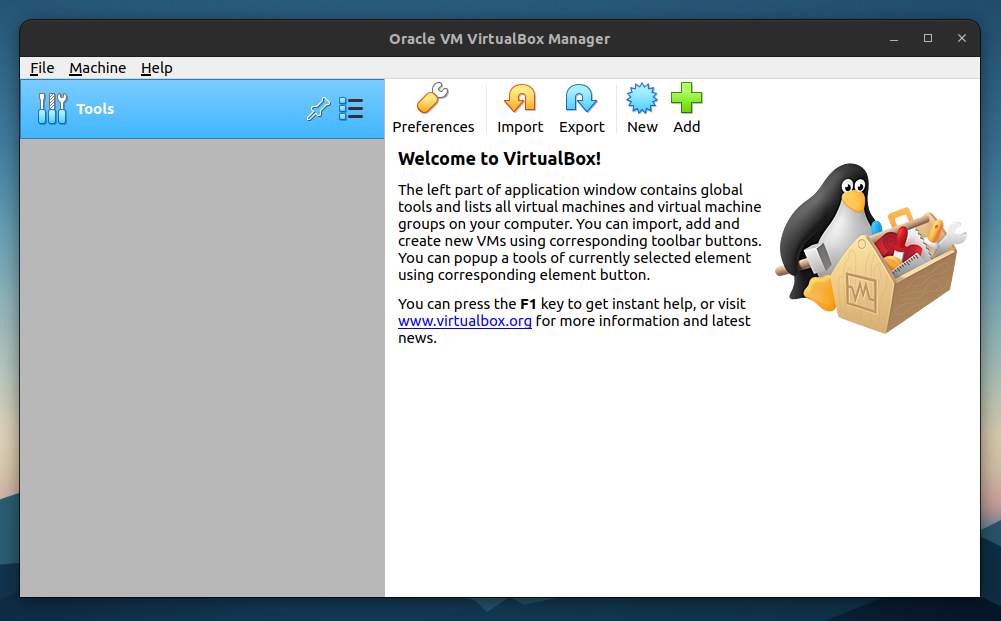 Oracle VM VirtualBox Manager
File Machine Help
Tools
Preferences Import Export New Add
Welcome to VirtualBox!
The left part of application window contains global
tools and lists all virtual machines and virtual machine
groups on your computer. You can import, add and
create new VMs using corresponding toolbar buttons.
You can popup a tools of currently selected element
using corresponding element button.
You can press the F1 key to get instant help, or visit
www.virtualbox.org for more information and latest
news.